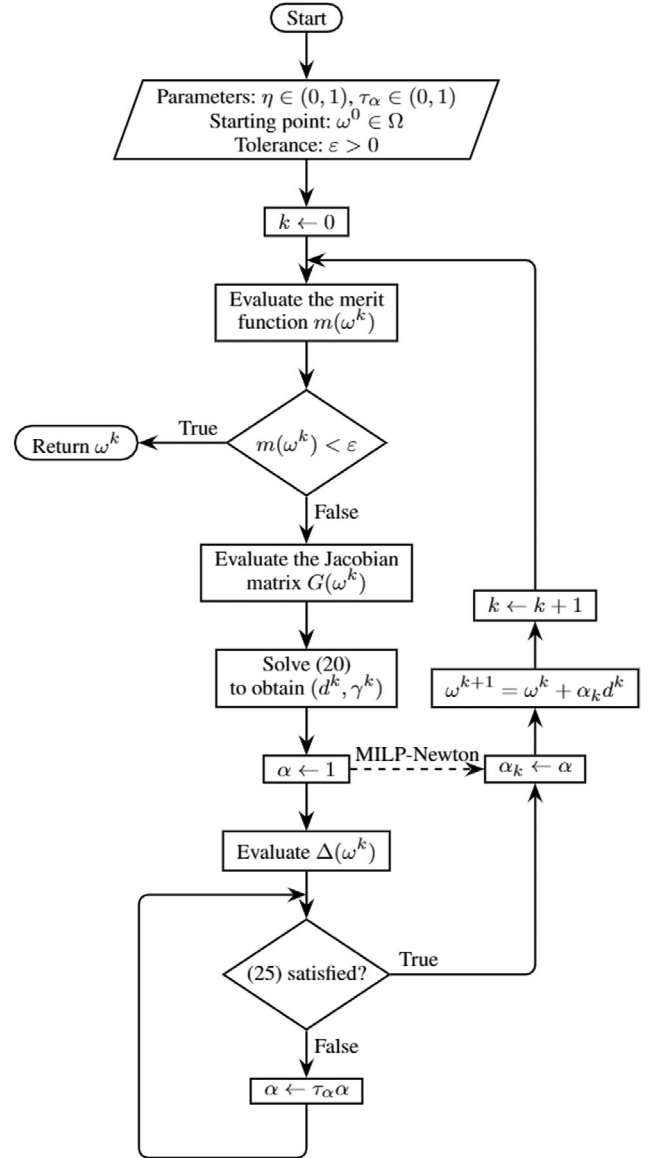 Start
Parameters: η ∈ (0, 1), τ_α ∈ (0, 1)
Starting point: ω^0 ∈ Ω
Tolerance: ε > 0
k ← 0
Evaluate the merit
function m(ω^k)
m(ω^k) < ε
True
Return ω^k
False
Evaluate the Jacobian
matrix G(ω^k)
Solve (20)
to obtain (d^k, γ^k)
α ← 1
MILP-Newton
α_k ← α
ω^{k+1} = ω^k + α_k d^k
k ← k + 1
Evaluate Δ(ω^k)
(25) satisfied?
True
False
α ← τ_α α